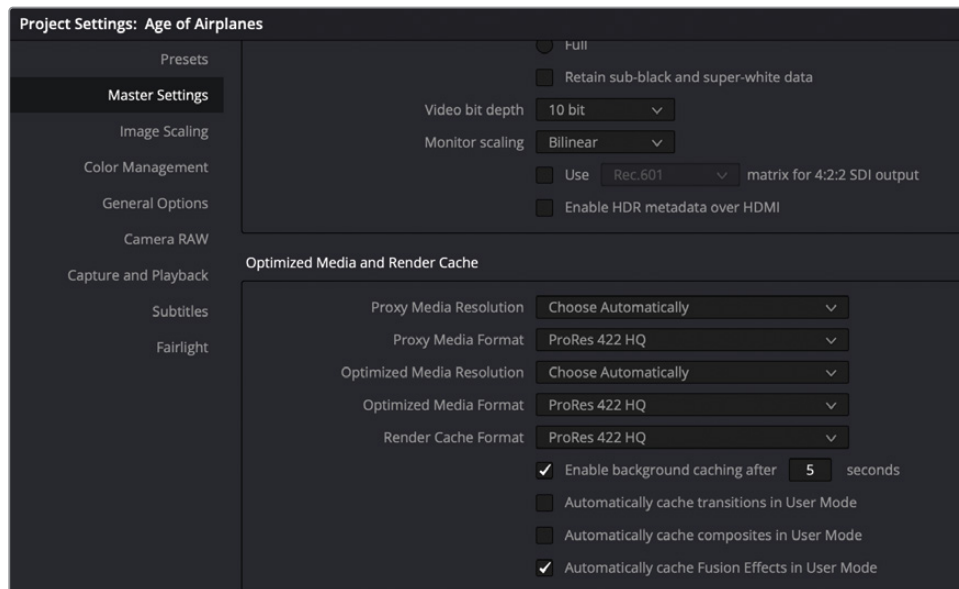 Project Settings: Age of Airplanes
Presets
Master Settings
Image Scaling
Color Management
General Options
Camera RAW
Capture and Playback
Subtitles
Fairlight
Full
Retain sub-black and super-white data
Video bit depth 10 bit
Monitor scaling Bilinear
Use Rec.601 matrix for 4:2:2 SDI output
Enable HDR metadata over HDMI
Optimized Media and Render Cache
Proxy Media Resolution Choose Automatically
Proxy Media Format ProRes 422 HQ
Optimized Media Resolution Choose Automatically
Optimized Media Format ProRes 422 HQ
Render Cache Format ProRes 422 HQ
Enable background caching after 5 seconds
Automatically cache transitions in User Mode
Automatically cache composites in User Mode
Automatically cache Fusion Effects in User Mode